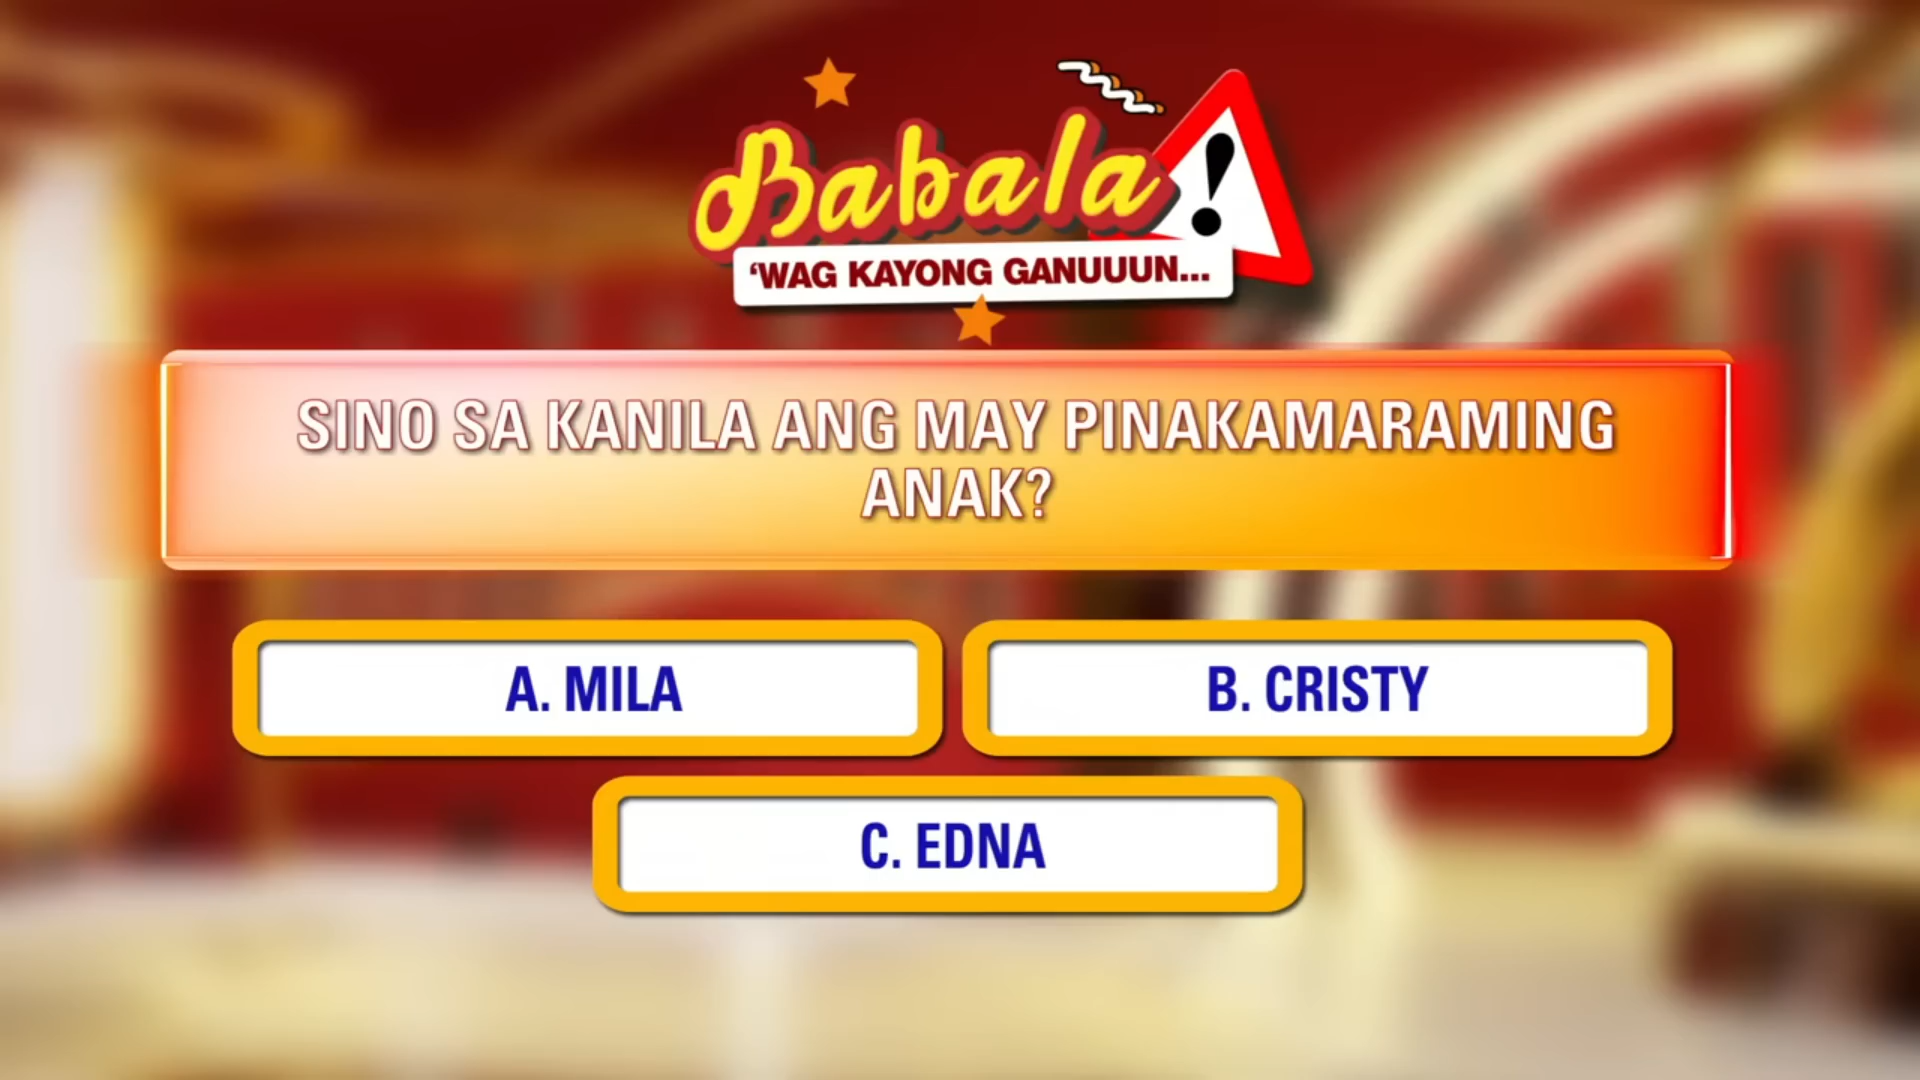 Babala!
‘WAG KAYONG GANUUUN...
SINO SA KANILA ANG MAY PINAKAMARAMING
ANAK?
A. MILA
B. CRISTY
C. EDNA